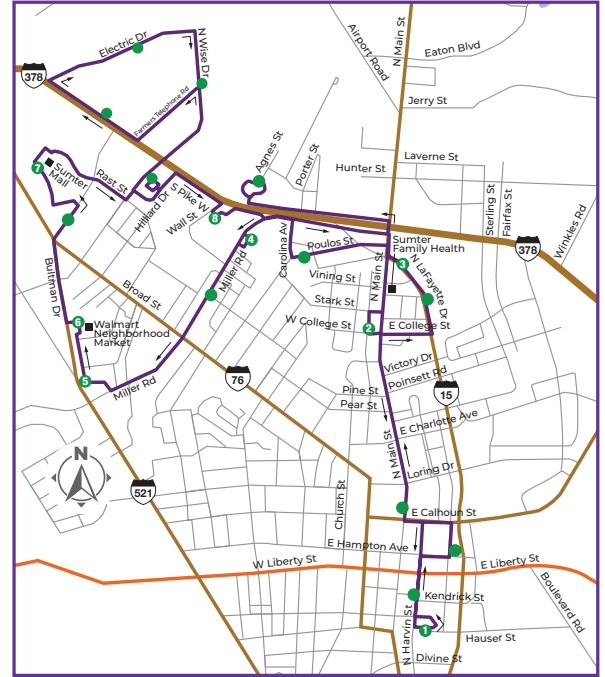 N Main St
Airport Road
Eaton Blvd
Electric Dr
N Wise Dr
378
Farmers Telephone Rd
Jerry St
Agnes St
Porter St
Hunter St
Laverne St
Sterling St
Fairfax St
Winkles Rd
7
Sumter
Mall
Rast St
Hilliard Dr
S Pike W
Wall St
8
4
Carolina Av
Poulos St
Sumter
Family Health
3
378
N LaFayette Dr
Miller Rd
Vining St
N Main St
Stark St
W College St
2
E College St
Bultman Dr
Broad St
6
Walmart
Neighborhood
Market
Victory Dr
Poinsett Rd
5
Miller Rd
76
15
Pine St
Pear St
E Charlotte Ave
N Main St
Loring Dr
N
521
Church St
E Calhoun St
E Hampton Ave
W Liberty St
E Liberty St
Kendrick St
Boulevard Rd
1
N Harvin St
Hauser St
Divine St